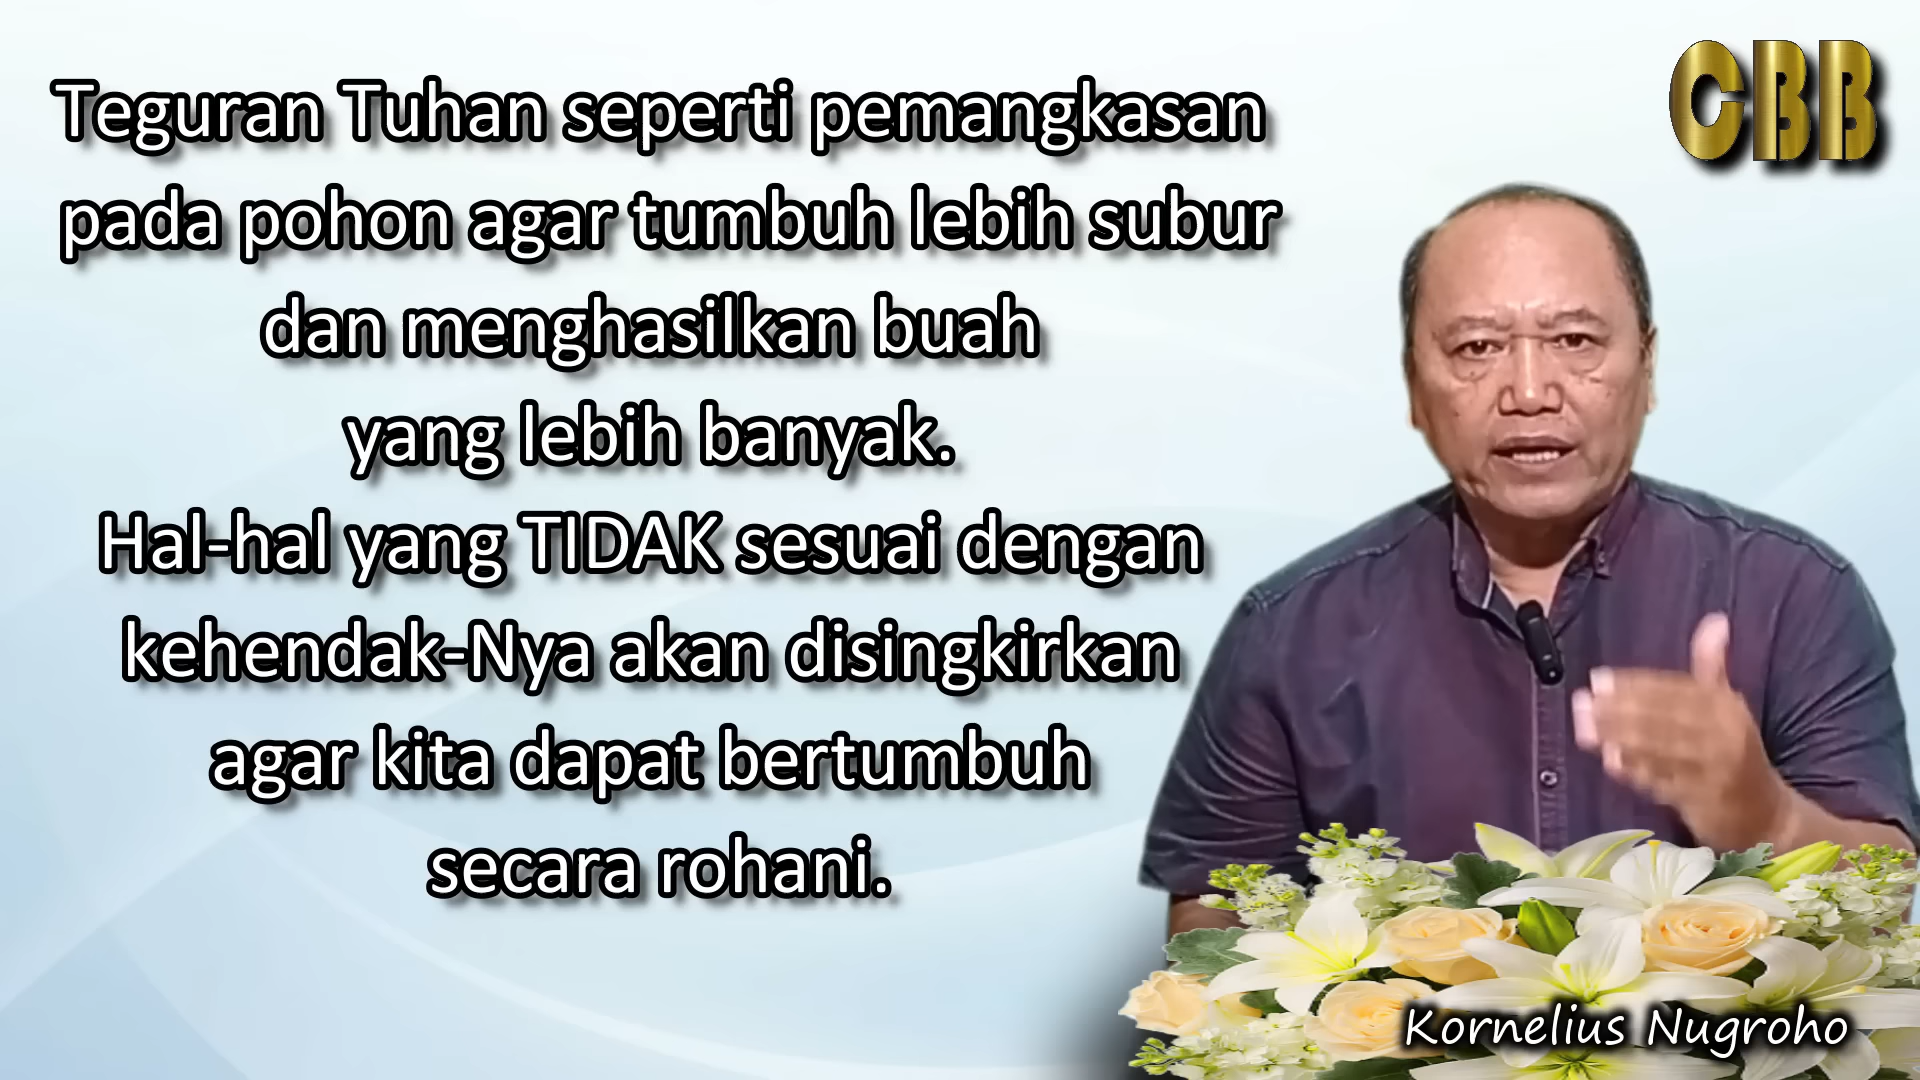 CBB
Teguran Tuhan seperti pemangkasan
pada pohon agar tumbuh lebih subur
dan menghasilkan buah
yang lebih banyak.
Hal-hal yang TIDAK sesuai dengan
kehendak-Nya akan disingkirkan
agar kita dapat bertumbuh
secara rohani.
Kornelius Nugroho